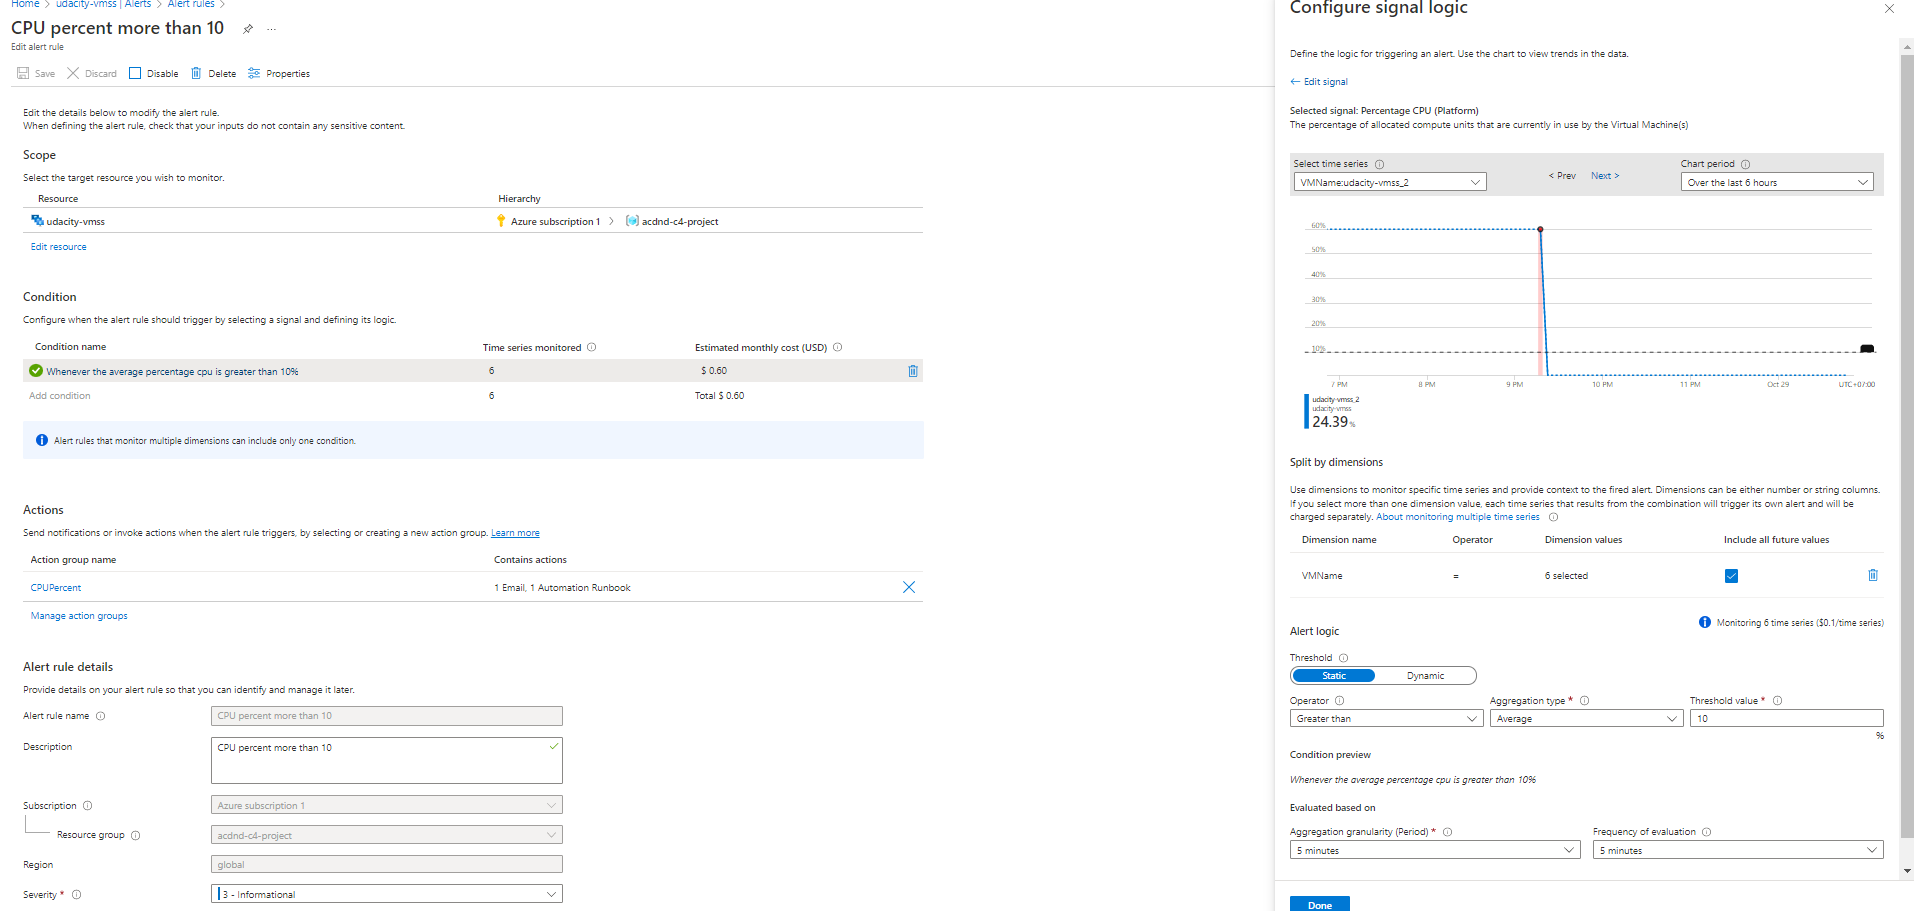 Home > udacity-vmss | Alerts > Alert rules >
CPU percent more than 10 ...
Edit alert rule
Save Discard Disable Delete Properties
Edit the details below to modify the alert rule.
When defining the alert rule, check that your inputs do not contain any sensitive content.
Scope
Select the target resource you wish to monitor.
Resource Hierarchy
udacity-vmss Azure subscription 1 > acdnd-c4-project
Edit resource
Condition
Configure when the alert rule should trigger by selecting a signal and defining its logic.
Condition name Time series monitored Estimated monthly cost (USD)
Whenever the average percentage cpu is greater than 10% 6 $ 0.60
Add condition 6 Total $ 0.60
Alert rules that monitor multiple dimensions can include only one condition.
Actions
Send notifications or invoke actions when the alert rule triggers, by selecting or creating a new action group. Learn more
Action group name Contains actions
CPUPercent 1 Email, 1 Automation Runbook
Manage action groups
Alert rule details
Provide details on your alert rule so that you can identify and manage it later.
Alert rule name CPU percent more than 10
Description CPU percent more than 10
Subscription Azure subscription 1
Resource group acdnd-c4-project
Region global
Severity * 3 - Informational
Configure signal logic
Define the logic for triggering an alert. Use the chart to view trends in the data.
← Edit signal
Selected signal: Percentage CPU (Platform)
The percentage of allocated compute units that are currently in use by the Virtual Machine(s)
Select time series Chart period
VMName:udacity-vmss_2 < Prev Next > Over the last 6 hours
60%
50%
40%
30%
20%
10%
7 PM 8 PM 9 PM 10 PM 11 PM Oct 29 UTC+07:00
udacity-vmss_2
udacity-vmss
24.39 %
Split by dimensions
Use dimensions to monitor specific time series and provide context to the fired alert. Dimensions can be either number or string columns.
If you select more than one dimension value, each time series that results from the combination will trigger its own alert and will be
charged separately. About monitoring multiple time series
Dimension name Operator Dimension values Include all future values
VMName = 6 selected
Monitoring 6 time series ($0.1/time series)
Alert logic
Threshold
Static Dynamic
Operator Aggregation type * Threshold value *
Greater than Average 10
%
Condition preview
Whenever the average percentage cpu is greater than 10%
Evaluated based on
Aggregation granularity (Period) * Frequency of evaluation
5 minutes 5 minutes
Done